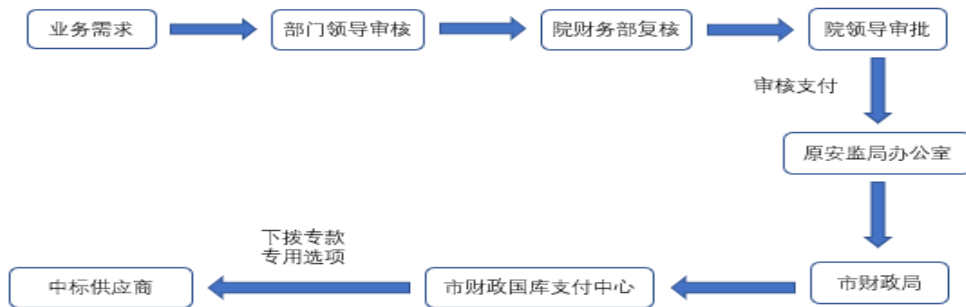 业务需求
部门领导审核
院财务部复核
院领导审批
审核支付
原安监局办公室
市财政局
市财政国库支付中心
下拨专款
专用选项
中标供应商